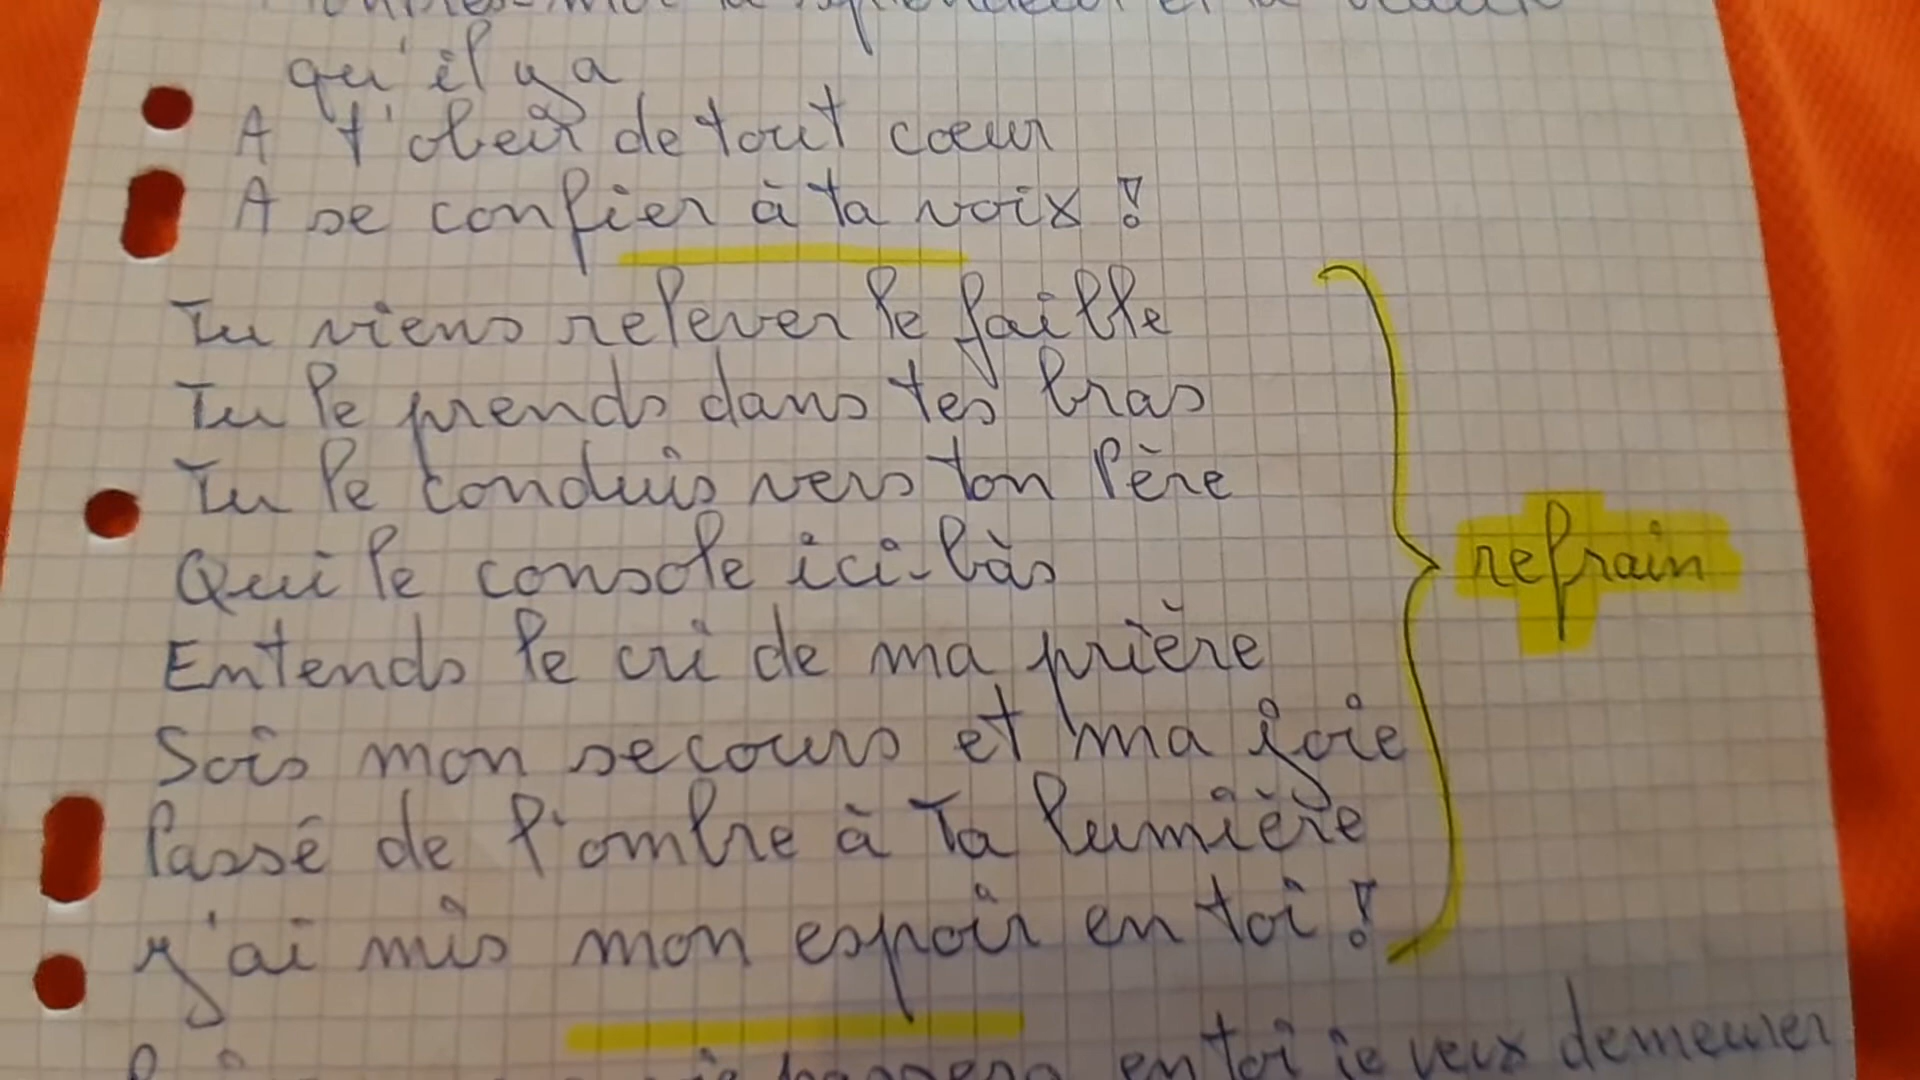 qu'il y a
A t'obeir de tout cœur
A se confier à ta voix !
Tu viens relever le faible
Tu le prends dans tes bras
Tu le conduis vers ton Père
Qui le console ici-bàs
Entends le cri de ma prière
Sois mon secours et ma joie
refrain
Passé de l'ombre à Ta lumière
J'ai mis mon espoir en toi !
en toi je veux demeurer